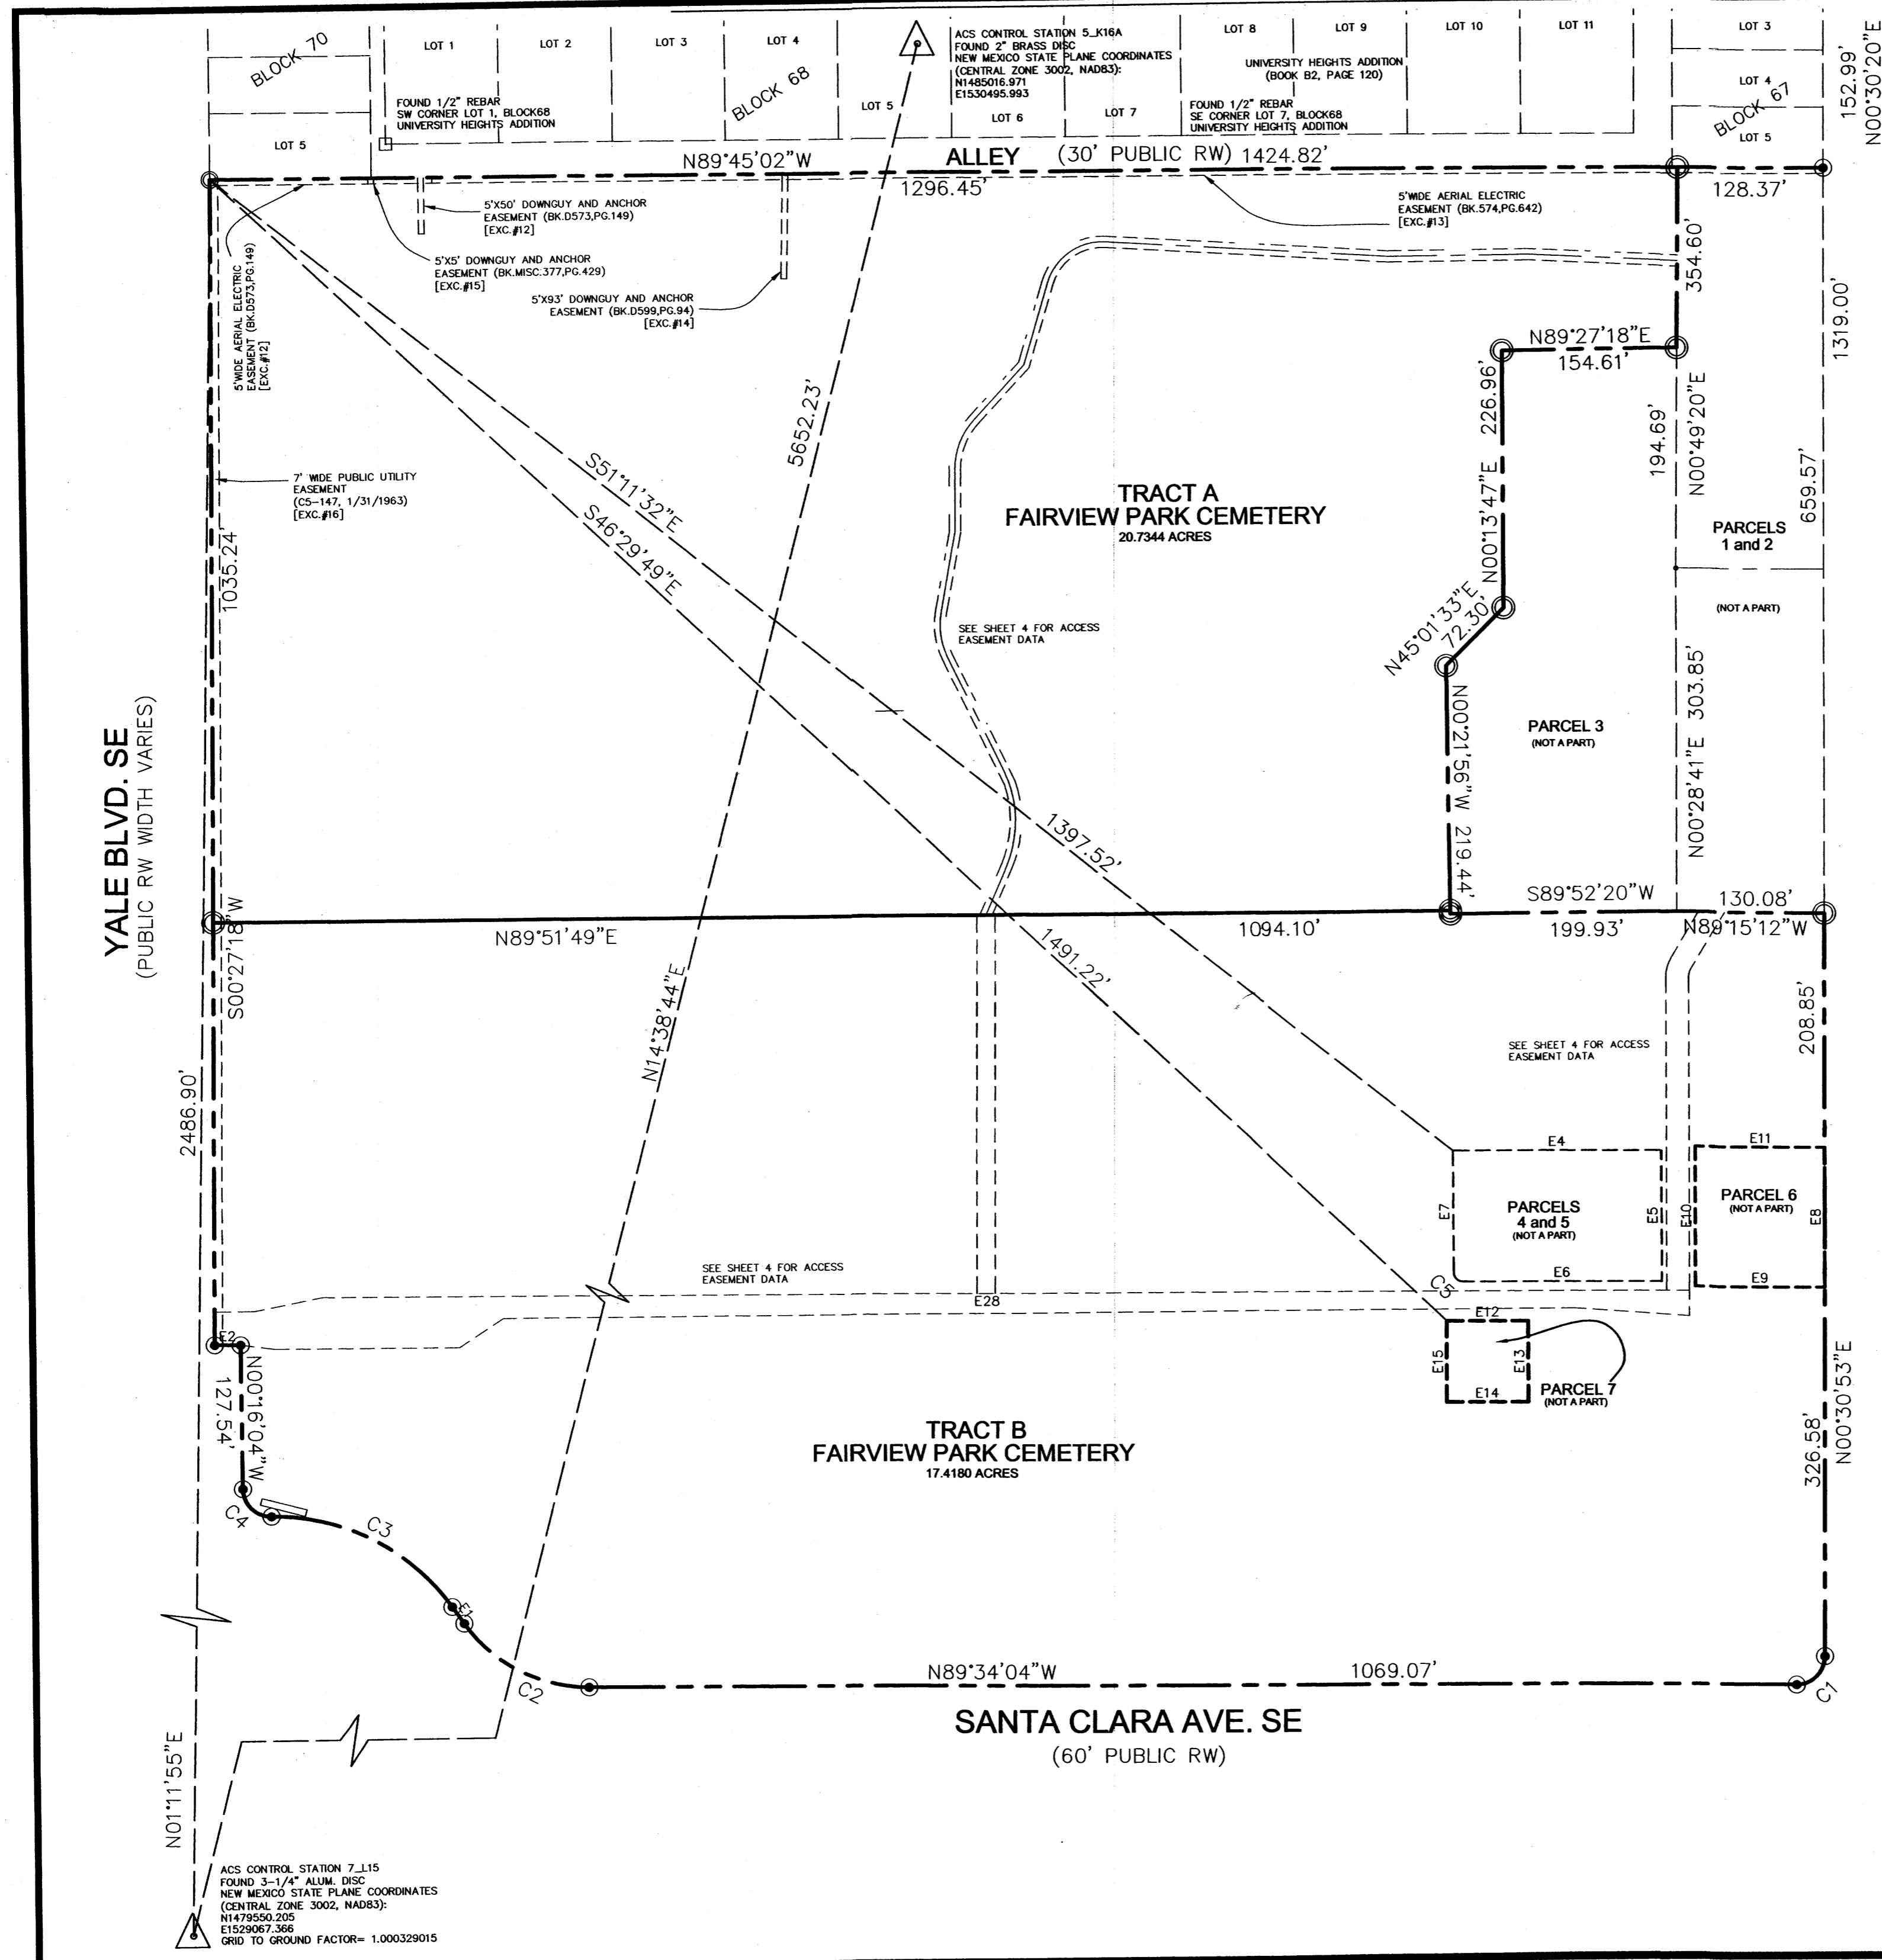 BLOCK 70
LOT 5
LOT 1
LOT 2
LOT 3
LOT 4
BLOCK 68
LOT 5
LOT 6
LOT 7
LOT 8
LOT 9
LOT 10
LOT 11
LOT 3
LOT 4
BLOCK 67
LOT 5
152.99'
N00°30'20"E
ACS CONTROL STATION 5_K16A
FOUND 2" BRASS DISC
NEW MEXICO STATE PLANE COORDINATES
(CENTRAL ZONE 3002, NAD83):
N1485016.971
E1530495.993
UNIVERSITY HEIGHTS ADDITION
(BOOK B2, PAGE 120)
FOUND 1/2" REBAR
SW CORNER LOT 1, BLOCK68
UNIVERSITY HEIGHTS ADDITION
FOUND 1/2" REBAR
SE CORNER LOT 7, BLOCK68
UNIVERSITY HEIGHTS ADDITION
N89°45'02"W
ALLEY (30' PUBLIC RW) 1424.82'
1296.45'
128.37'
5'X50' DOWNGUY AND ANCHOR
EASEMENT (BK.D573,PG.149)
[EXC.#12]
5'WIDE AERIAL ELECTRIC
EASEMENT (BK.574,PG.642)
[EXC.#13]
5'WIDE AERIAL ELECTRIC
EASEMENT (BK.D573,PG.149)
[EXC.#12]
5'X5' DOWNGUY AND ANCHOR
EASEMENT (BK.MISC.377,PG.429)
[EXC.#15]
5'X93' DOWNGUY AND ANCHOR
EASEMENT (BK.D599,PG.94)
[EXC.#14]
354.60'
1319.00'
N89°27'18"E
154.61'
N00°13'47"E 226.96'
194.69'
N00°49'20"E
659.57'
5652.23'
S51°11'32"E
S46°29'49"E
7' WIDE PUBLIC UTILITY
EASEMENT
(C5-147, 1/31/1963)
[EXC.#16]
1035.24'
TRACT A
FAIRVIEW PARK CEMETERY
20.7344 ACRES
PARCELS
1 and 2
(NOT A PART)
N45°01'33"E
72.30'
SEE SHEET 4 FOR ACCESS
EASEMENT DATA
N00°21'56"W 219.44'
PARCEL 3
(NOT A PART)
N00°28'41"E 303.85'
YALE BLVD. SE
(PUBLIC RW WIDTH VARIES)
1397.52'
S89°52'20"W
130.08'
N89°51'49"E
1094.10'
199.93'
N89°15'12"W
S00°27'18"W
1491.22'
N14°38'44"E
208.85'
SEE SHEET 4 FOR ACCESS
EASEMENT DATA
2486.90'
E4
E11
E7
PARCELS
4 and 5
(NOT A PART)
E5
E10
PARCEL 6
(NOT A PART)
E8
E6
E9
SEE SHEET 4 FOR ACCESS
EASEMENT DATA
C5
E28
E12
E15
E13
E14
PARCEL 7
(NOT A PART)
E2
N00°16'04"W
127.54'
N00°30'53"E
326.58'
TRACT B
FAIRVIEW PARK CEMETERY
17.4180 ACRES
C4
C3
E1
C2
N89°34'04"W
1069.07'
C1
SANTA CLARA AVE. SE
(60' PUBLIC RW)
N01°11'55"E
ACS CONTROL STATION 7_L15
FOUND 3-1/4" ALUM. DISC
NEW MEXICO STATE PLANE COORDINATES
(CENTRAL ZONE 3002, NAD83):
N1479550.205
E1529067.366
GRID TO GROUND FACTOR= 1.000329015